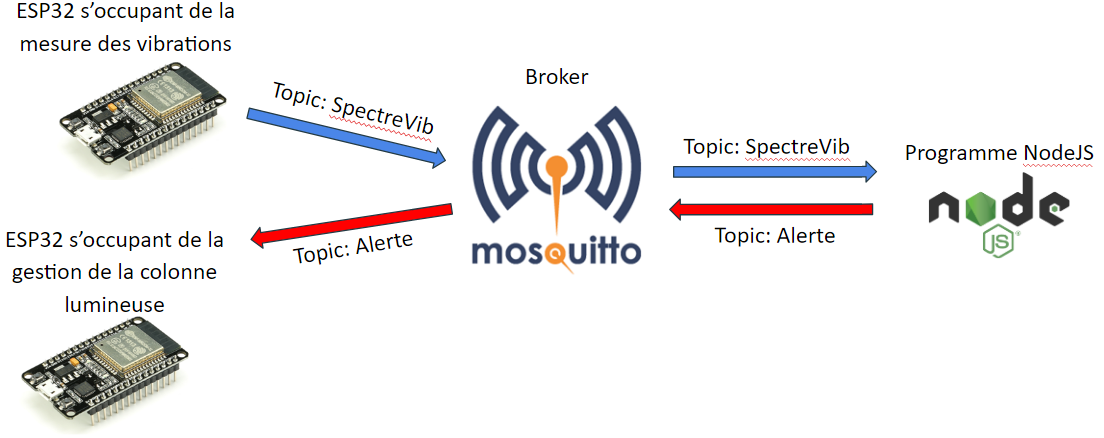 ESP32 s’occupant de la
mesure des vibrations
Topic: SpectreVib
Broker
mosquitto
Topic: SpectreVib
Topic: Alerte
Programme NodeJS
node
JS
Topic: Alerte
ESP32 s’occupant de la
gestion de la colonne
lumineuse